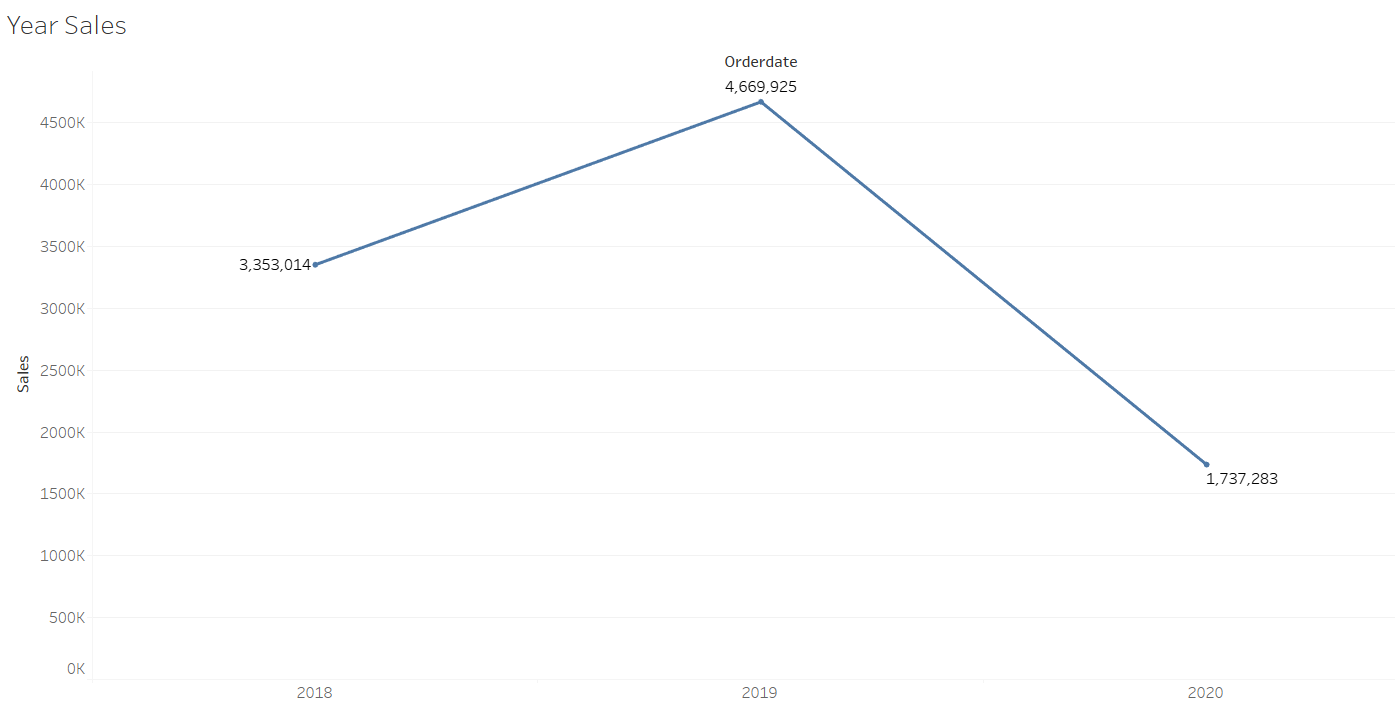 Year Sales
Orderdate
4,669,925
4500K
4000K
3500K
3,353,014
3000K
Sales
2500K
2000K
1,737,283
1500K
1000K
500K
0K
2018 2019 2020